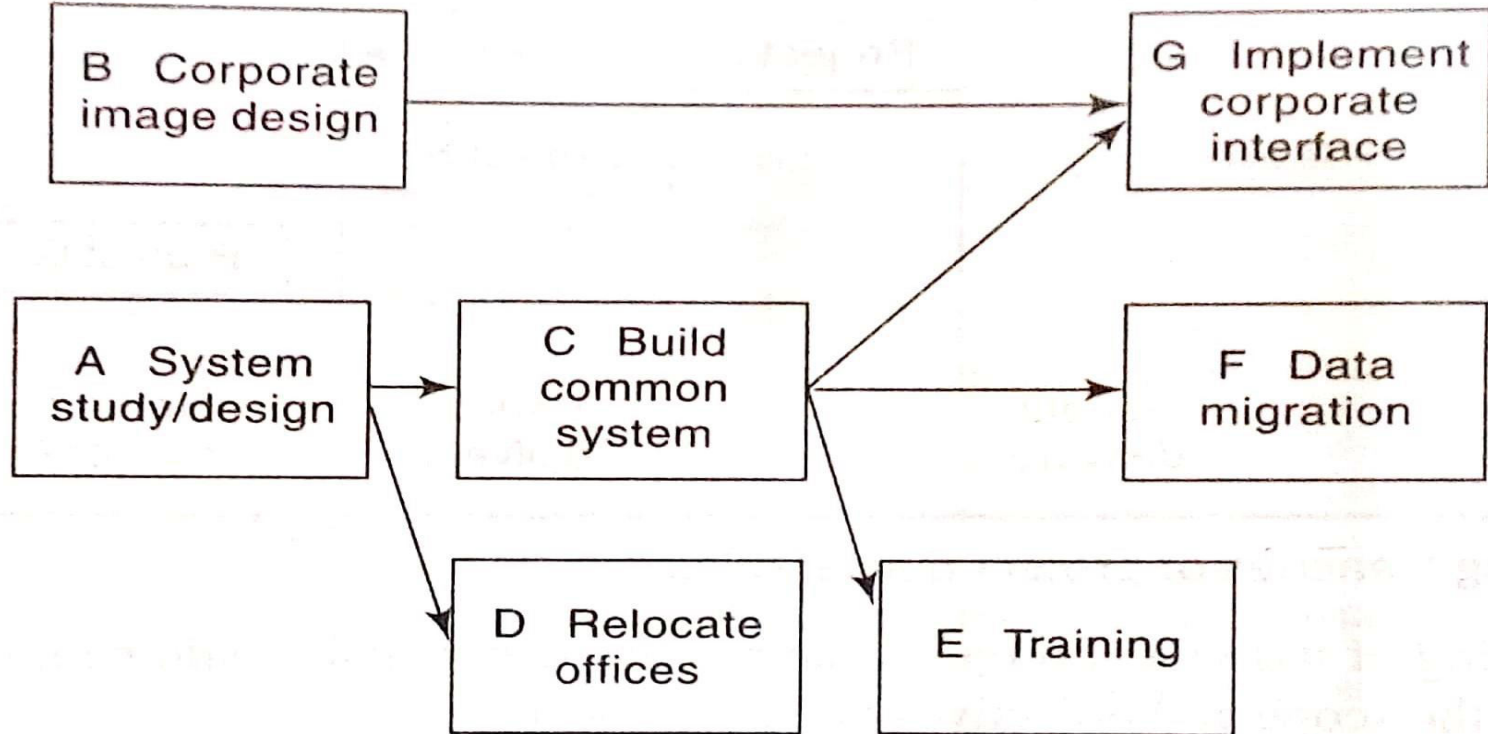 B Corporate
image design
G Implement
corporate
interface
A System
study/design
C Build
common
system
F Data
migration
D Relocate
offices
E Training